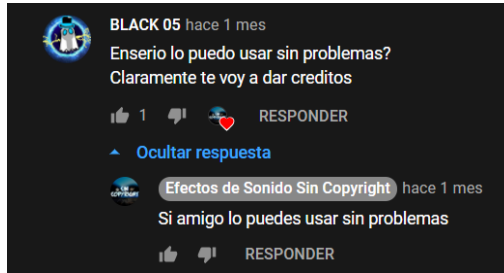 BLACK 05 hace 1 mes
Enserio lo puedo usar sin problemas?
Claramente te voy a dar creditos
1 RESPONDER
Ocultar respuesta
Efectos de Sonido Sin Copyright hace 1 mes
Si amigo lo puedes usar sin problemas
RESPONDER